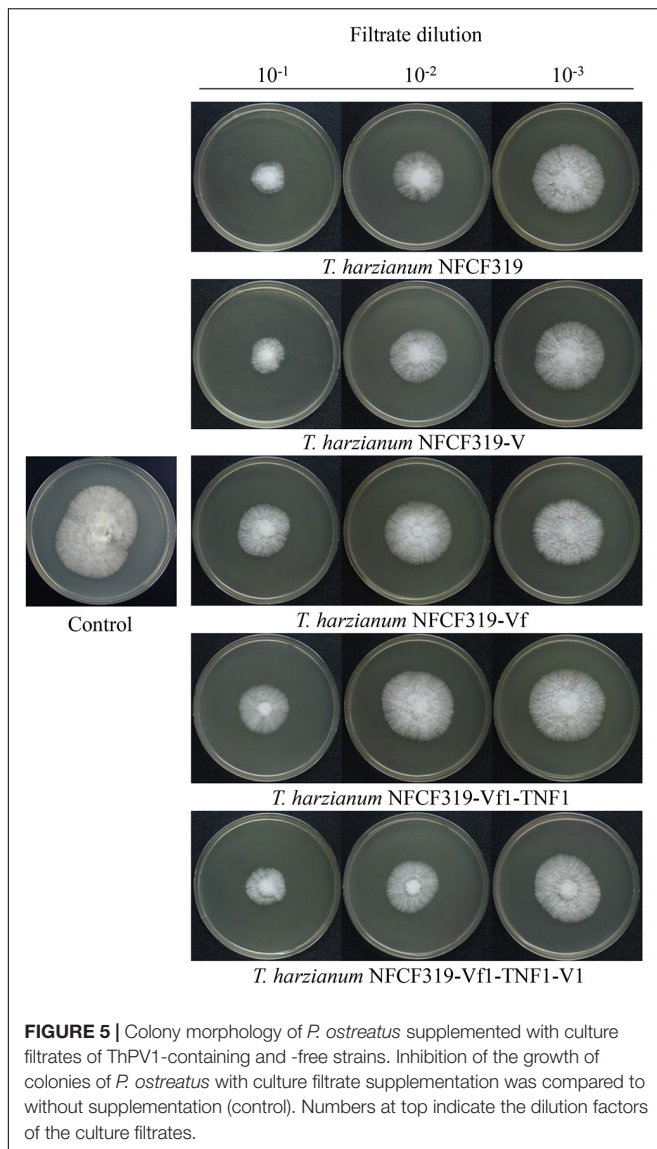 Filtrate dilution
10⁻¹ 10⁻² 10⁻³
T. harzianum NFCF319
T. harzianum NFCF319-V
Control
T. harzianum NFCF319-Vf
T. harzianum NFCF319-Vf1-TNF1
T. harzianum NFCF319-Vf1-TNF1-V1
FIGURE 5 | Colony morphology of P. ostreatus supplemented with culture
filtrates of ThPV1-containing and -free strains. Inhibition of the growth of
colonies of P. ostreatus with culture filtrate supplementation was compared to
without supplementation (control). Numbers at top indicate the dilution factors
of the culture filtrates.